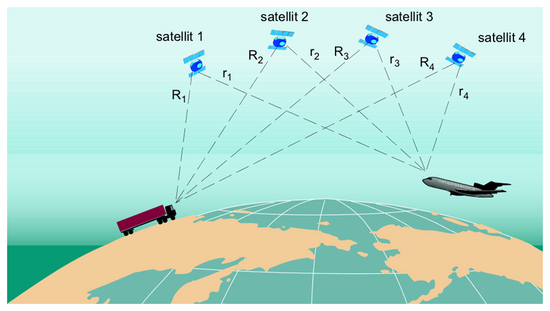 satellit 1
satellit 2
satellit 3
satellit 4
R1
r1
R2
r2
R3
r3
R4
r4